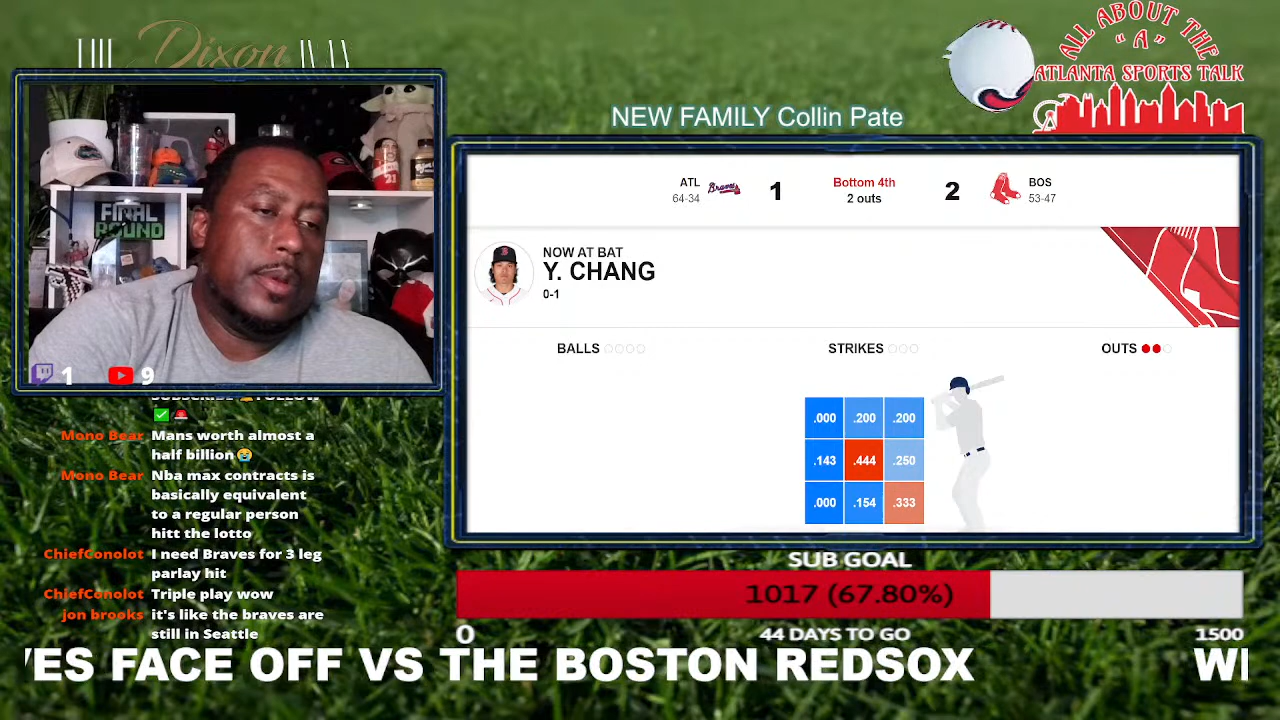 Dixon
ALL ABOUT THE
"A"
ATLANTA SPORTS TALK
NEW FAMILY Collin Pate
FINAL
ROUND
21
1
9
ATL
64-34
Braves
1
Bottom 4th
2 outs
2
BOS
53-47
NOW AT BAT
Y. CHANG
0-1
BALLS
STRIKES
OUTS
.000 .200 .200
.143 .444 .250
.000 .154 .333
SUBSCRIBE FOLLOW
Mono Bear Mans worth almost a
half billion😭
Mono Bear Nba max contracts is
basically equivalent
to a regular person
hitt the lotto
ChiefConolot I need Braves for 3 leg
parlay hit
ChiefConolot Triple play wow
jon brooks it's like the braves are
still in Seattle
SUB GOAL
1017 (67.80%)
0
44 DAYS TO GO
1500
VES FACE OFF VS THE BOSTON REDSOX
WI